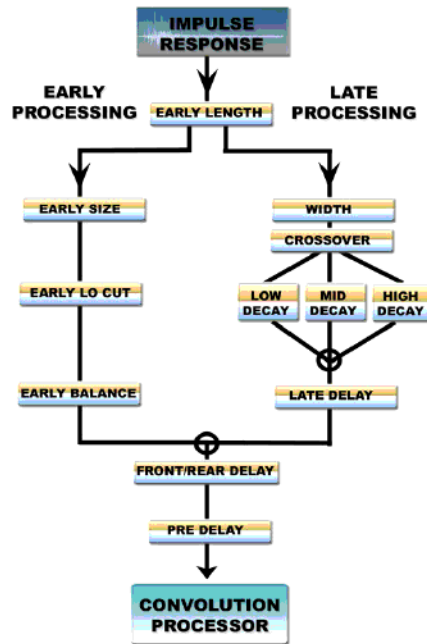 IMPULSE
RESPONSE
EARLY
PROCESSING
LATE
PROCESSING
EARLY LENGTH
EARLY SIZE
WIDTH
CROSSOVER
EARLY LO CUT
LOW
DECAY
MID
DECAY
HIGH
DECAY
EARLY BALANCE
LATE DELAY
FRONT/REAR DELAY
PRE DELAY
CONVOLUTION
PROCESSOR